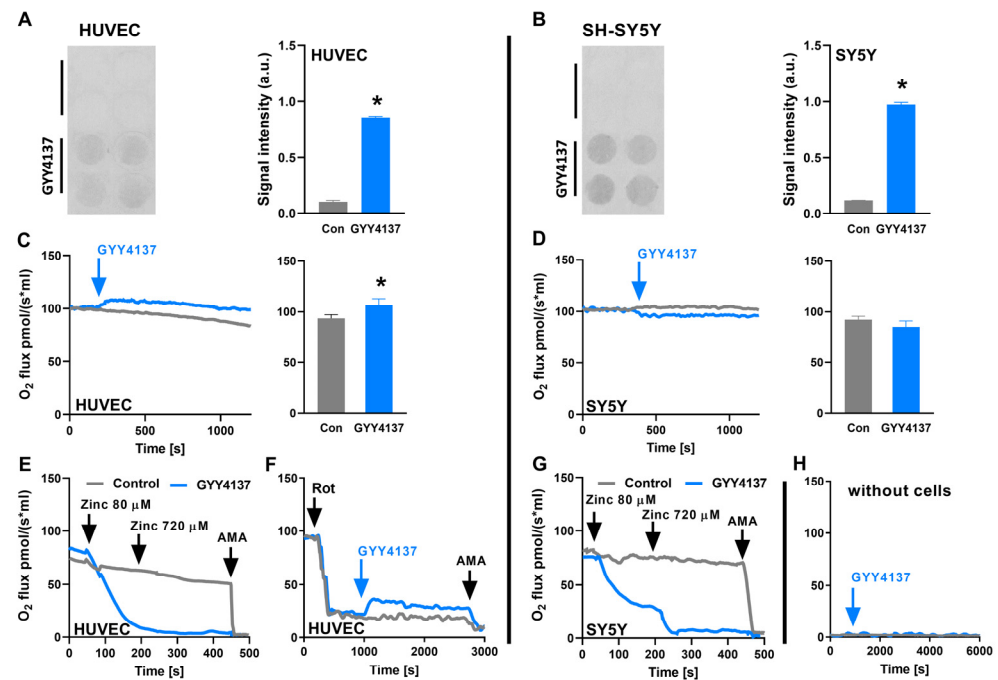 A
HUVEC
GYY4137
Signal intensity (a.u.)
1.5
1.0
0.5
0.0
HUVEC
*
Con GYY4137
B
SH-SY5Y
GYY4137
Signal intensity (a.u.)
1.5
1.0
0.5
0.0
SY5Y
*
Con GYY4137
C
O2 flux pmol/(s*ml)
150
100
50
0
GYY4137
HUVEC
0 500 1000
Time [s]
150
100
50
0
*
Con GYY4137
D
O2 flux pmol/(s*ml)
150
100
50
0
GYY4137
SY5Y
0 500 1000
Time [s]
150
100
50
0
Con GYY4137
E
O2 flux pmol/(s*ml)
150
100
50
0
Control GYY4137
Zinc 80 μM
Zinc 720 μM
AMA
HUVEC
0 100 200 300 400 500
Time [s]
F
150
100
50
0
Rot
GYY4137
AMA
HUVEC
0 1000 2000 3000
Time [s]
G
O2 flux pmol/(s*ml)
150
100
50
0
Control GYY4137
Zinc 80 μM
Zinc 720 μM
AMA
SY5Y
0 100 200 300 400 500
Time [s]
H
150
100
50
0
without cells
GYY4137
0 2000 4000 6000
Time [s]